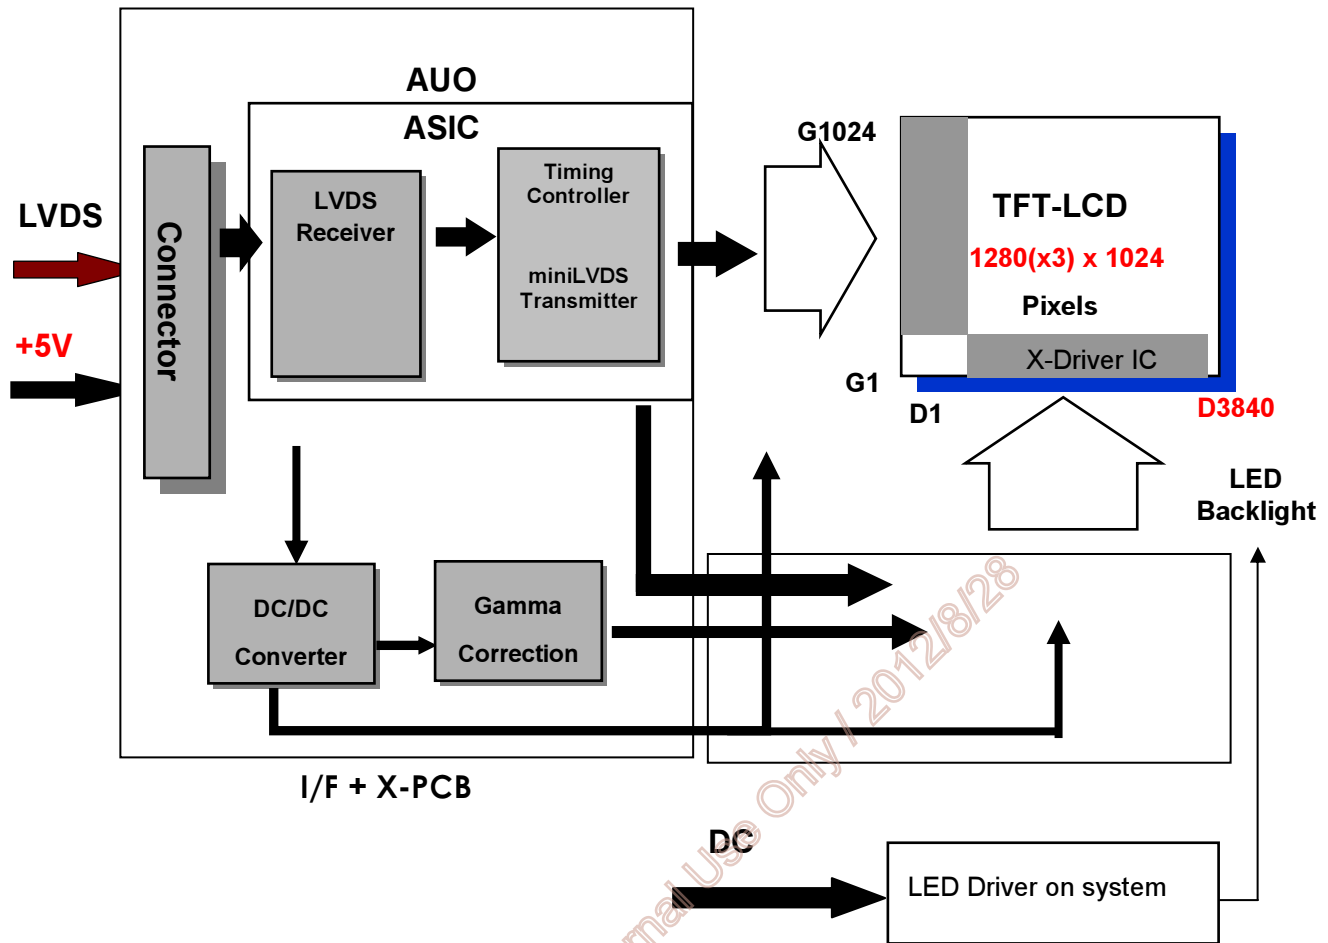 AUO
ASIC
LVDS
+5V
Connector
LVDS
Receiver
Timing
Controller
miniLVDS
Transmitter
G1024
TFT-LCD
1280(x3) x 1024
Pixels
X-Driver IC
G1
D1
D3840
LED
Backlight
DC/DC
Converter
Gamma
Correction
I/F + X-PCB
DC
LED Driver on system
Use Only / 2012/8/28